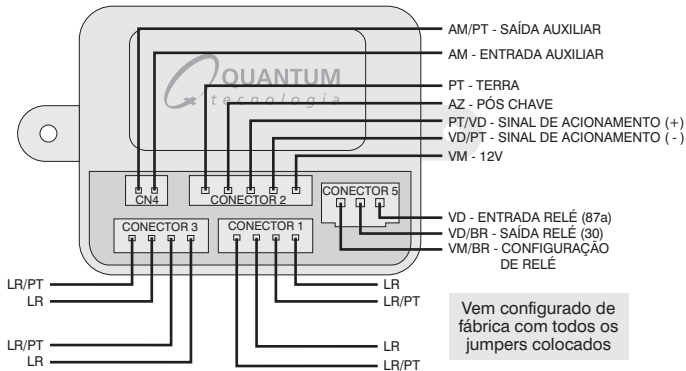 AM/PT - SAÍDA AUXILIAR
AM - ENTRADA AUXILIAR
QUANTUM
tecnologia
PT - TERRA
AZ - PÓS CHAVE
PT/VD - SINAL DE ACIONAMENTO (+)
VD/PT - SINAL DE ACIONAMENTO ( - )
VM - 12V
CN4
CONECTOR 2
CONECTOR 5
CONECTOR 3
CONECTOR 1
VD - ENTRADA RELÉ (87a)
VD/BR - SAÍDA RELÉ (30)
VM/BR - CONFIGURAÇÃO
DE RELÉ
LR/PT
LR
LR
LR/PT
LR/PT
LR
LR
LR/PT
Vem configurado de
fábrica com todos os
jumpers colocados